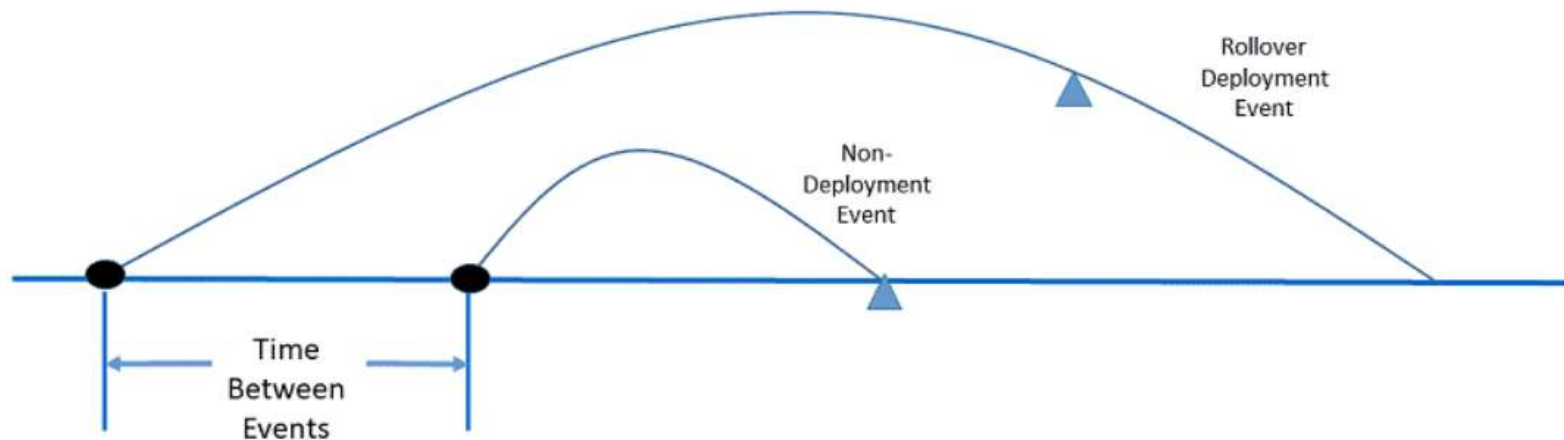 Rollover
Deployment
Event
Non-
Deployment
Event
Time
Between
Events